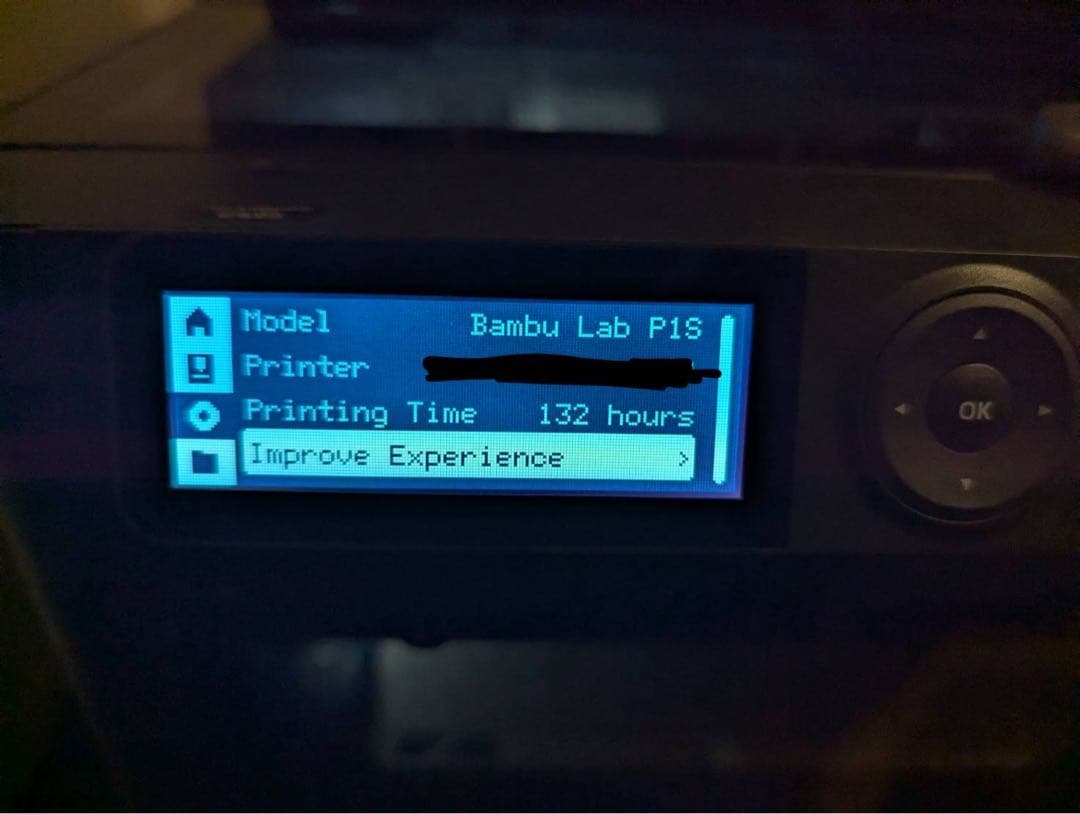 Model Bambu Lab P1S
Printer
Printing Time 132 hours
Improve Experience >
OK